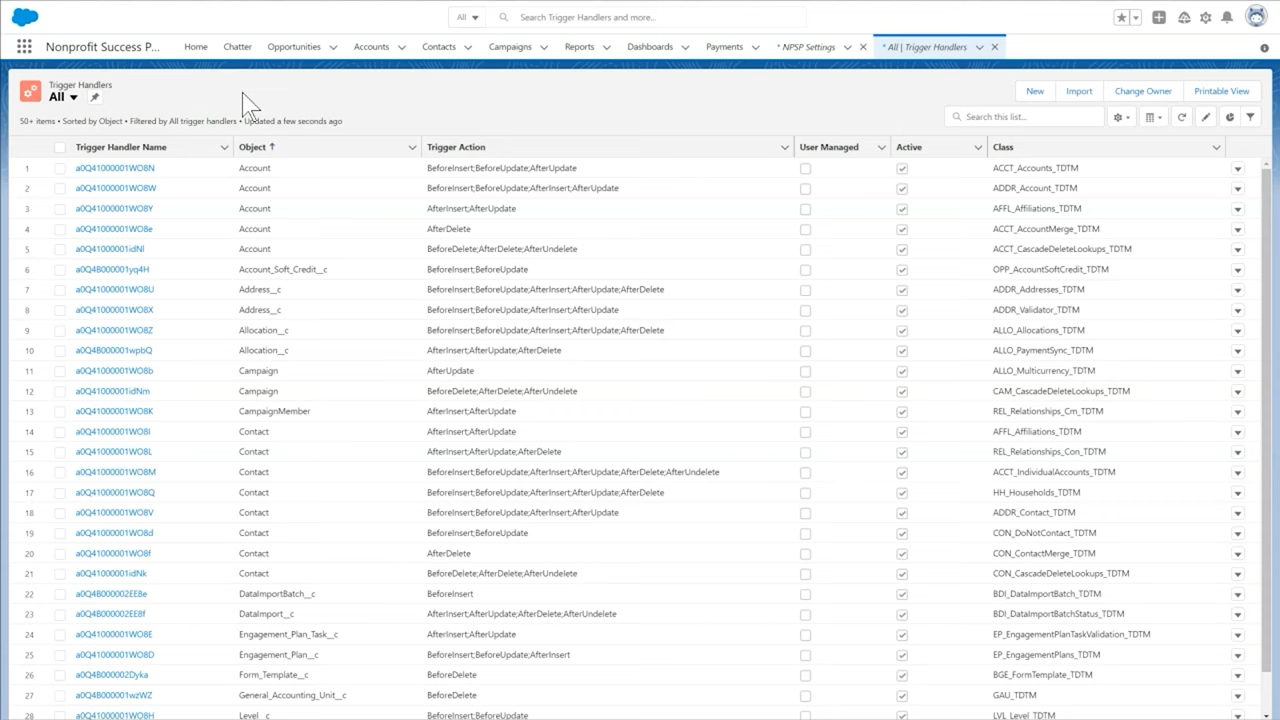 All
Search Trigger Handlers and more...
Nonprofit Success P... Home Chatter Opportunities Accounts Contacts Campaigns Reports Dashboards Payments * NPSP Settings * All | Trigger Handlers
Trigger Handlers
All
New Import Change Owner Printable View
50+ items • Sorted by Object • Filtered by All trigger handlers • Updated a few seconds ago
Search this list...
Trigger Handler Name Object Trigger Action User Managed Active Class
1 a0Q41000001WO8N Account BeforeInsert;BeforeUpdate;AfterUpdate ACCT_Accounts_TDTM
2 a0Q41000001WO8W Account BeforeInsert;BeforeUpdate;AfterInsert;AfterUpdate ADDR_Account_TDTM
3 a0Q41000001WO8Y Account AfterInsert;AfterUpdate AFFL_Affiliations_TDTM
4 a0Q41000001WO8e Account AfterDelete ACCT_AccountMerge_TDTM
5 a0Q41000001idNl Account BeforeDelete;AfterDelete;AfterUndelete ACCT_CascadeDeleteLookups_TDTM
6 a0Q4B000001yq4H Account_Soft_Credit__c BeforeInsert;BeforeUpdate OPP_AccountSoftCredit_TDTM
7 a0Q41000001WO8U Address__c BeforeInsert;BeforeUpdate;AfterInsert;AfterUpdate;AfterDelete ADDR_Addresses_TDTM
8 a0Q41000001WO8X Address__c BeforeInsert;BeforeUpdate;AfterInsert;AfterUpdate ADDR_Validator_TDTM
9 a0Q41000001WO8Z Allocation__c BeforeInsert;BeforeUpdate;AfterInsert;AfterUpdate;AfterDelete ALLO_Allocations_TDTM
10 a0Q4B000001wpbQ Allocation__c AfterInsert;AfterUpdate;AfterDelete ALLO_PaymentSync_TDTM
11 a0Q41000001WO8b Campaign AfterUpdate ALLO_Multicurrency_TDTM
12 a0Q41000001idNm Campaign BeforeDelete;AfterDelete;AfterUndelete CAM_CascadeDeleteLookups_TDTM
13 a0Q41000001WO8K CampaignMember AfterInsert;AfterUpdate REL_Relationships_Cm_TDTM
14 a0Q41000001WO8I Contact AfterInsert;AfterUpdate AFFL_Affiliations_TDTM
15 a0Q41000001WO8L Contact AfterInsert;AfterUpdate;AfterDelete REL_Relationships_Con_TDTM
16 a0Q41000001WO8M Contact BeforeInsert;BeforeUpdate;AfterInsert;AfterUpdate;AfterDelete;AfterUndelete ACCT_IndividualAccounts_TDTM
17 a0Q41000001WO8Q Contact BeforeInsert;BeforeUpdate;AfterInsert;AfterUpdate;AfterDelete HH_Households_TDTM
18 a0Q41000001WO8V Contact BeforeInsert;BeforeUpdate;AfterInsert;AfterUpdate ADDR_Contact_TDTM
19 a0Q41000001WO8d Contact BeforeInsert;BeforeUpdate CON_DoNotContact_TDTM
20 a0Q41000001WO8f Contact AfterDelete CON_ContactMerge_TDTM
21 a0Q41000001idNk Contact BeforeDelete;AfterDelete;AfterUndelete CON_CascadeDeleteLookups_TDTM
22 a0Q4B000002EE8e DataImportBatch__c BeforeInsert BDI_DataImportBatch_TDTM
23 a0Q4B000002EE8f DataImport__c AfterInsert;AfterUpdate;AfterDelete;AfterUndelete BDI_DataImportBatchStatus_TDTM
24 a0Q41000001WO8E Engagement_Plan_Task__c AfterInsert;AfterUpdate EP_EngagementPlanTaskValidation_TDTM
25 a0Q41000001WO8D Engagement_Plan__c BeforeInsert;BeforeUpdate;AfterInsert EP_EngagementPlans_TDTM
26 a0Q4B000002Dyka Form_Template__c BeforeDelete BGE_FormTemplate_TDTM
27 a0Q4B000001wzWZ General_Accounting_Unit__c BeforeDelete GAU_TDTM
28 a0Q41000001WO8H Level__c BeforeInsert;BeforeUpdate LVL_Level_TDTM